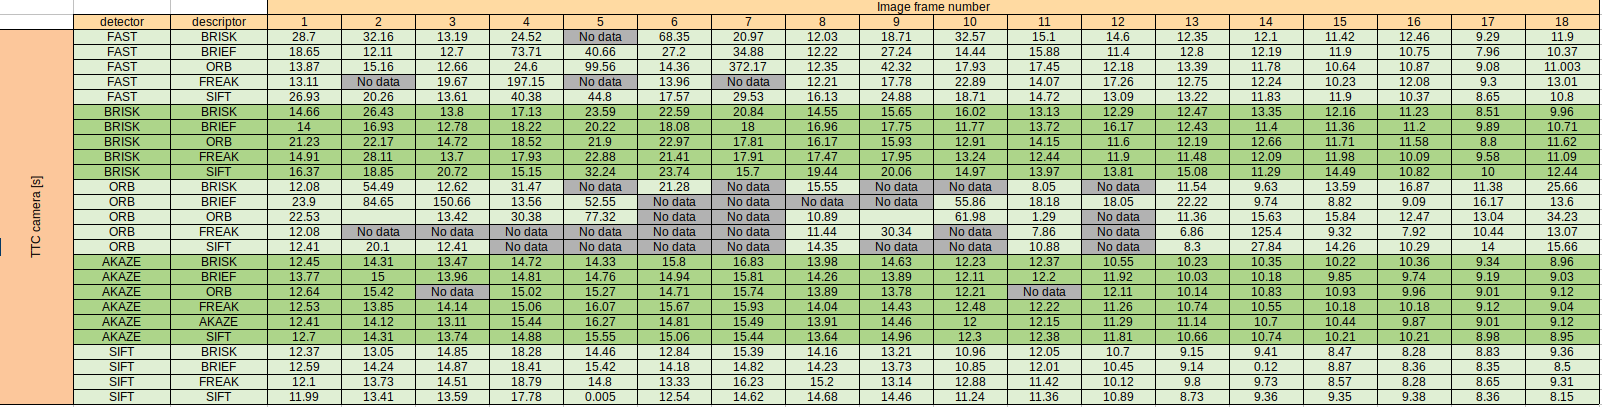 Image frame number
detector descriptor 1 2 3 4 5 6 7 8 9 10 11 12 13 14 15 16 17 18
TTC camera [s]
FAST BRISK 28.7 32.16 13.19 24.52 No data 68.35 20.97 12.03 18.71 32.57 15.1 14.6 12.35 12.1 11.42 12.46 9.29 11.9
FAST BRIEF 18.65 12.11 12.7 73.71 40.66 27.2 34.88 12.22 27.24 14.44 15.88 11.4 12.8 12.19 11.9 10.75 7.96 10.37
FAST ORB 13.87 15.16 12.66 24.6 99.56 14.36 372.17 12.35 42.32 17.93 17.45 12.18 13.39 11.78 10.64 10.87 9.08 11.003
FAST FREAK 13.11 No data 19.67 197.15 No data 13.96 No data 12.21 17.78 22.89 14.07 17.26 12.75 12.24 10.23 12.08 9.3 13.01
FAST SIFT 26.93 20.26 13.61 40.38 44.8 17.57 29.53 16.13 24.88 18.71 14.72 13.09 13.22 11.83 11.9 10.37 8.65 10.8
BRISK BRISK 14.66 26.43 13.8 17.13 23.59 22.59 20.84 14.55 15.65 16.02 13.13 12.29 12.47 13.35 12.16 11.23 8.51 9.96
BRISK BRIEF 14 16.93 12.78 18.22 20.22 18.08 18 16.96 17.75 11.77 13.72 16.17 12.43 11.4 11.36 11.2 9.89 10.71
BRISK ORB 21.23 22.17 14.72 18.52 21.9 22.97 17.81 16.17 15.93 12.91 14.15 11.6 12.19 12.66 11.71 11.58 8.8 11.62
BRISK FREAK 14.91 28.11 13.7 17.93 22.88 21.41 17.91 17.47 17.95 13.24 12.44 11.9 11.48 12.09 11.98 10.09 9.58 11.09
BRISK SIFT 16.37 18.85 20.72 15.15 32.24 23.74 15.7 19.44 20.06 14.97 13.97 13.81 15.08 11.29 14.49 10.82 10 12.44
ORB BRISK 12.08 54.49 12.62 31.47 No data 21.28 No data 15.55 No data No data 8.05 No data 11.54 9.63 13.59 16.87 11.38 25.66
ORB BRIEF 23.9 84.65 150.66 13.56 52.55 No data No data No data No data 55.86 18.18 18.05 22.22 9.74 8.82 9.09 16.17 13.6
ORB ORB 22.53 13.42 30.38 77.32 No data No data 10.89 61.98 1.29 No data 11.36 15.63 15.84 12.47 13.04 34.23
ORB FREAK 12.08 No data No data No data No data No data No data 11.44 30.34 No data 7.86 No data 6.86 125.4 9.32 7.92 10.44 13.07
ORB SIFT 12.41 20.1 12.41 No data No data No data No data 14.35 No data No data 10.88 No data 8.3 27.84 14.26 10.29 14 15.66
AKAZE BRISK 12.45 14.31 13.47 14.72 14.33 15.8 16.83 13.98 14.63 12.23 12.37 10.55 10.23 10.35 10.22 10.36 9.34 8.96
AKAZE BRIEF 13.77 15 13.96 14.81 14.76 14.94 15.81 14.26 13.89 12.11 12.2 11.92 10.03 10.18 9.85 9.74 9.19 9.03
AKAZE ORB 12.64 15.42 No data 15.02 15.27 14.71 15.74 13.89 13.78 12.21 No data 12.11 10.14 10.83 10.93 9.96 9.01 9.12
AKAZE FREAK 12.53 13.85 14.14 15.06 16.07 15.67 15.93 14.04 14.43 12.48 12.22 11.26 10.74 10.55 10.18 10.18 9.12 9.04
AKAZE AKAZE 12.41 14.12 13.11 15.44 16.27 14.81 15.49 13.91 14.46 12 12.15 11.29 11.14 10.7 10.44 9.87 9.01 9.12
AKAZE SIFT 12.7 14.31 13.74 14.88 15.55 15.06 15.44 13.64 14.96 12.3 12.38 11.81 10.66 10.74 10.21 10.21 8.98 8.95
SIFT BRISK 12.37 13.05 14.85 18.28 14.46 12.84 15.39 14.16 13.21 10.96 12.05 10.7 9.15 9.41 8.47 8.28 8.83 9.36
SIFT BRIEF 12.59 14.24 14.87 18.41 15.42 14.18 14.82 14.23 13.73 10.85 12.01 10.45 9.14 0.12 8.87 8.36 8.35 8.5
SIFT FREAK 12.1 13.73 14.51 18.79 14.8 13.33 16.23 15.2 13.14 12.88 11.42 10.12 9.8 9.73 8.57 8.28 8.65 9.31
SIFT SIFT 11.99 13.41 13.59 17.78 0.005 12.54 14.62 14.68 14.46 11.24 11.36 10.89 8.73 9.36 9.35 9.38 8.36 8.15